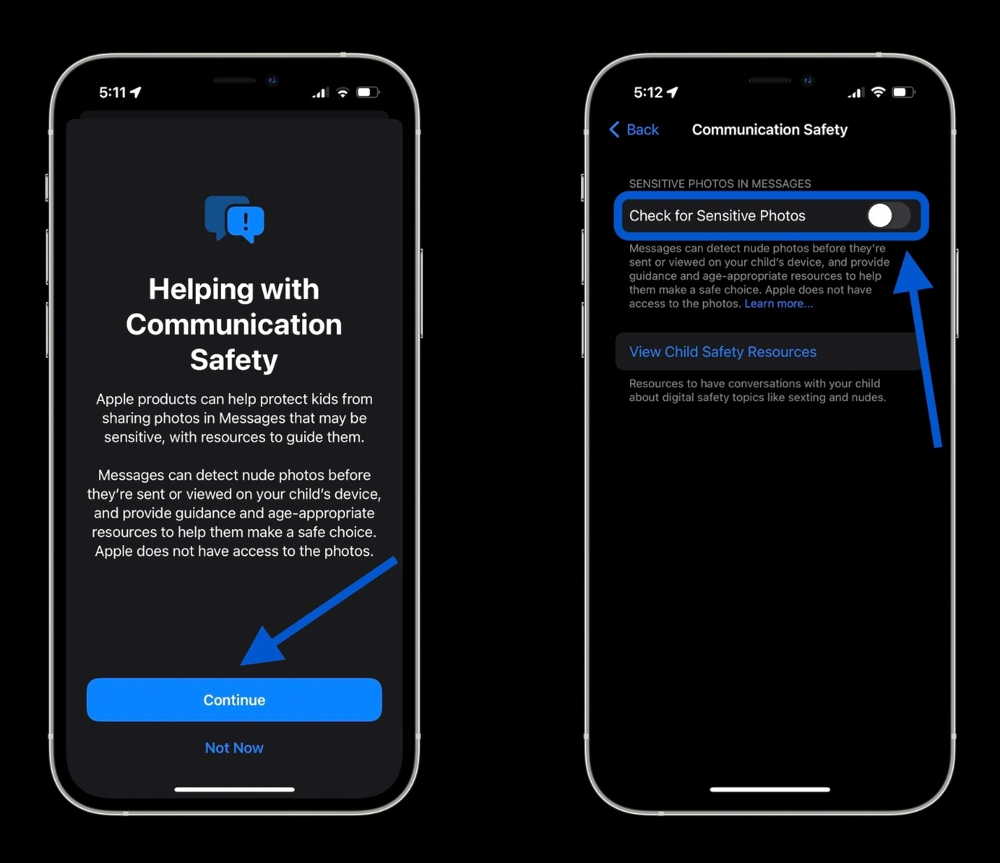 5:11
Helping with
Communication
Safety
Apple products can help protect kids from
sharing photos in Messages that may be
sensitive, with resources to guide them.
Messages can detect nude photos before
they're sent or viewed on your child's device,
and provide guidance and age-appropriate
resources to help them make a safe choice.
Apple does not have access to the photos.
Continue
Not Now
5:12
Back
Communication Safety
SENSITIVE PHOTOS IN MESSAGES
Check for Sensitive Photos
Messages can detect nude photos before they're
sent or viewed on your child's device, and provide
guidance and age-appropriate resources to help
them make a safe choice. Apple does not have
access to the photos. Learn more...
View Child Safety Resources
Resources to have conversations with your child
about digital safety topics like sexting and nudes.